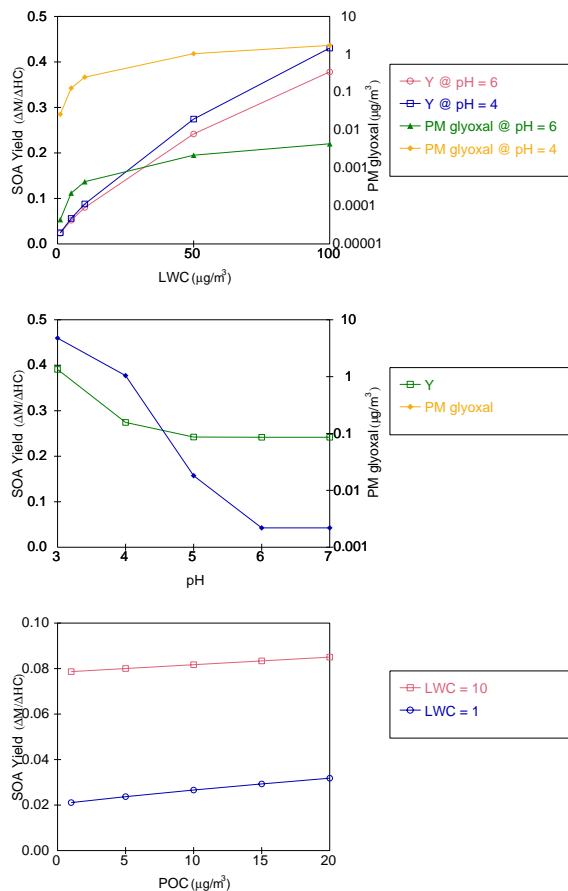 0.5
0.4
0.3
0.2
0.1
0.0
SOA Yield (ΔM/ΔHC)
10
1
0.1
0.01
0.001
0.0001
0.00001
PM glyoxal (μg/m³)
0
50
100
LWC (μg/m³)
Y @ pH = 6
Y @ pH = 4
PM glyoxal @ pH = 6
PM glyoxal @ pH = 4
0.5
0.4
0.3
0.2
0.1
0.0
SOA Yield (ΔM/ΔHC)
10
1
0.1
0.01
0.001
PM glyoxal (μg/m³)
3
4
5
6
7
pH
Y
PM glyoxal
0.10
0.08
0.06
0.04
0.02
0.00
SOA Yield (ΔM/ΔHC)
0
5
10
15
20
POC (μg/m³)
LWC = 10
LWC = 1